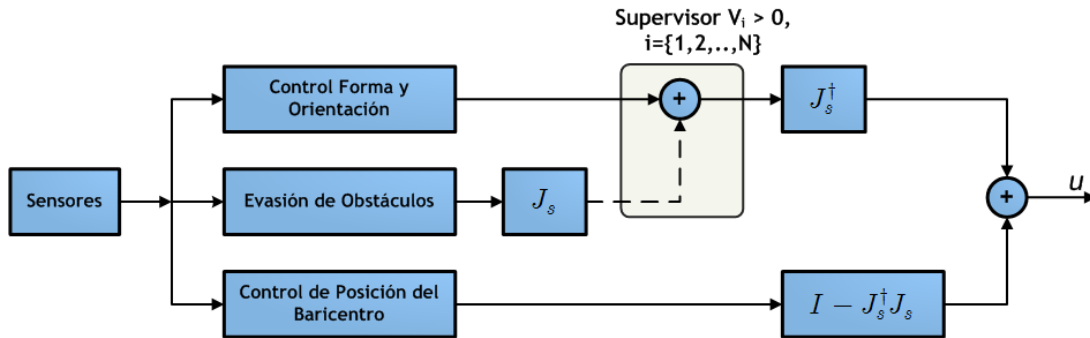 Supervisor Vᵢ > 0,
i={1,2,..,N}
Control Forma y
Orientación
+
J_s^†
Sensores
Evasión de Obstáculos
J_s
+
u
Control de Posición del
Baricentro
I − J_s^† J_s